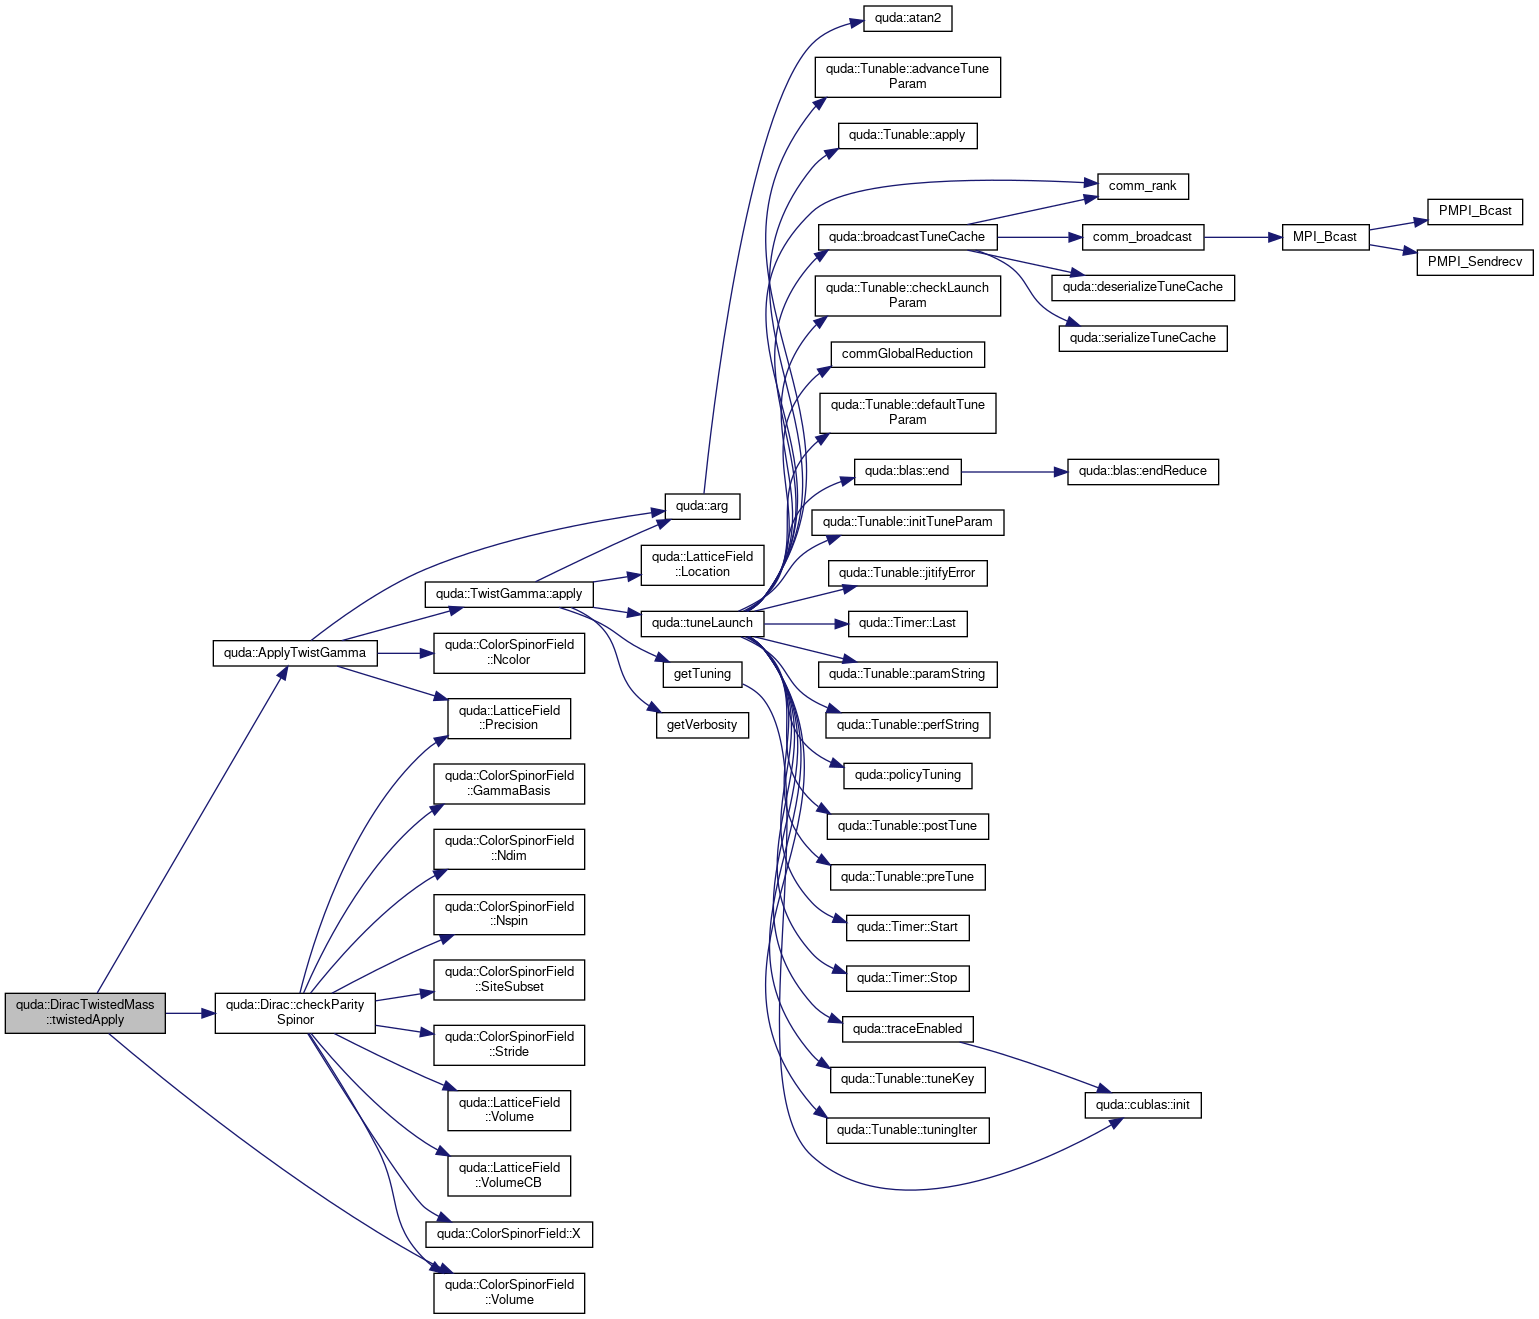 quda::DiracTwistedMass
::twistedApply
quda::ApplyTwistGamma
quda::Dirac::checkParity
Spinor
quda::TwistGamma::apply
quda::ColorSpinorField
::Ncolor
quda::LatticeField
::Precision
quda::ColorSpinorField
::GammaBasis
quda::ColorSpinorField
::Ndim
quda::ColorSpinorField
::Nspin
quda::ColorSpinorField
::SiteSubset
quda::ColorSpinorField
::Stride
quda::LatticeField
::Volume
quda::LatticeField
::VolumeCB
quda::ColorSpinorField::X
quda::ColorSpinorField
::Volume
quda::arg
quda::LatticeField
::Location
quda::tuneLaunch
getTuning
getVerbosity
quda::atan2
quda::Tunable::advanceTune
Param
quda::Tunable::apply
quda::broadcastTuneCache
quda::Tunable::checkLaunch
Param
commGlobalReduction
quda::Tunable::defaultTune
Param
quda::blas::end
quda::Tunable::initTuneParam
quda::Tunable::jitifyError
quda::Timer::Last
quda::Tunable::paramString
quda::Tunable::perfString
quda::policyTuning
quda::Tunable::postTune
quda::Tunable::preTune
quda::Timer::Start
quda::Timer::Stop
quda::traceEnabled
quda::Tunable::tuneKey
quda::Tunable::tuningIter
comm_rank
comm_broadcast
quda::deserializeTuneCache
quda::serializeTuneCache
quda::blas::endReduce
quda::cublas::init
MPI_Bcast
PMPI_Bcast
PMPI_Sendrecv